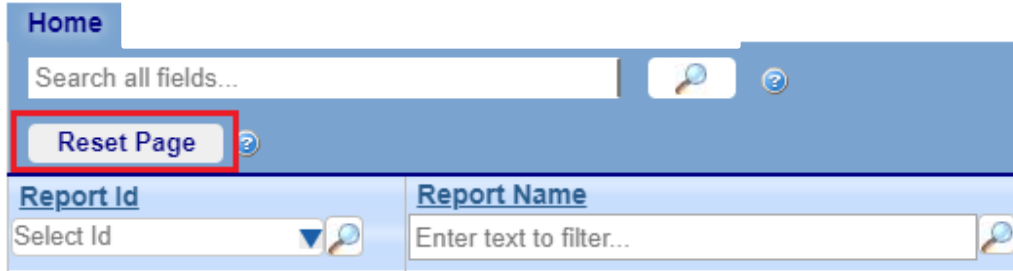 Home
Search all fields...
Reset Page
Report Id
Report Name
Select Id
Enter text to filter...